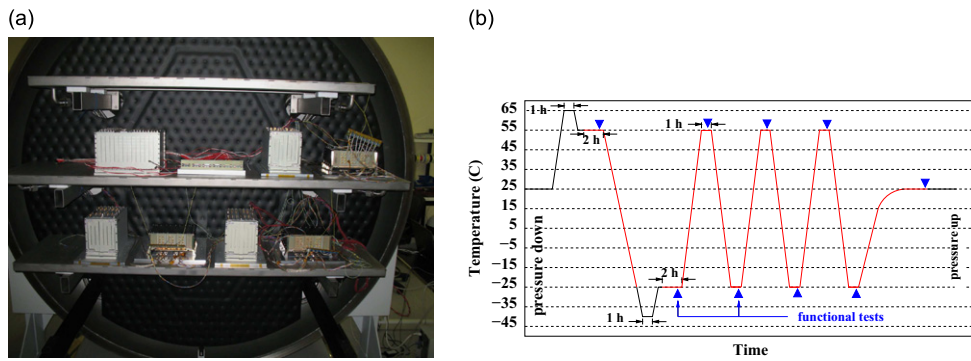 (a)
(b)
65
55
45
35
25
15
5
−5
−15
−25
−35
−45
Temperature (C)
pressure down
1 h
2 h
1 h
2 h
1 h
functional tests
pressure up
Time